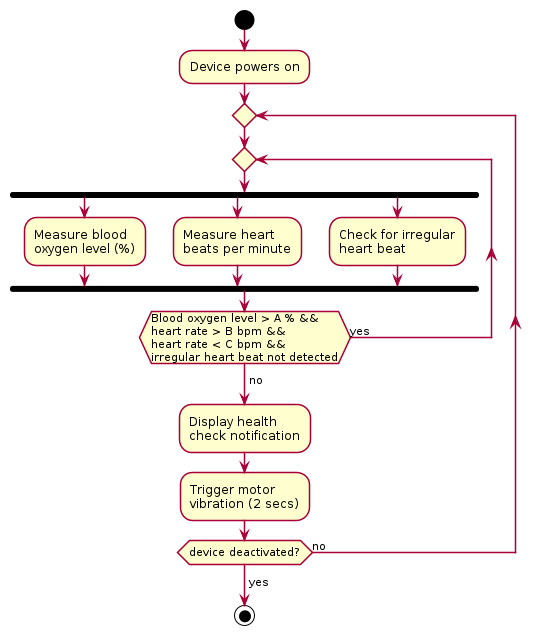 Device powers on
Measure blood
oxygen level (%)
Measure heart
beats per minute
Check for irregular
heart beat
Blood oxygen level > A % &&
heart rate > B bpm &&
heart rate < C bpm &&
irregular heart beat not detected
yes
no
Display health
check notification
Trigger motor
vibration (2 secs)
device deactivated?
no
yes